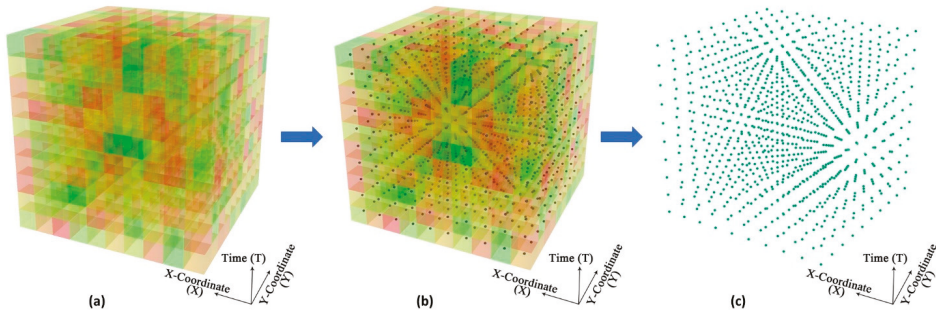 Time (T)
X-Coordinate
(X)
Y-Coordinate
(Y)
(a)
Time (T)
X-Coordinate
(X)
Y-Coordinate
(Y)
(b)
Time (T)
X-Coordinate
(X)
Y-Coordinate
(Y)
(c)